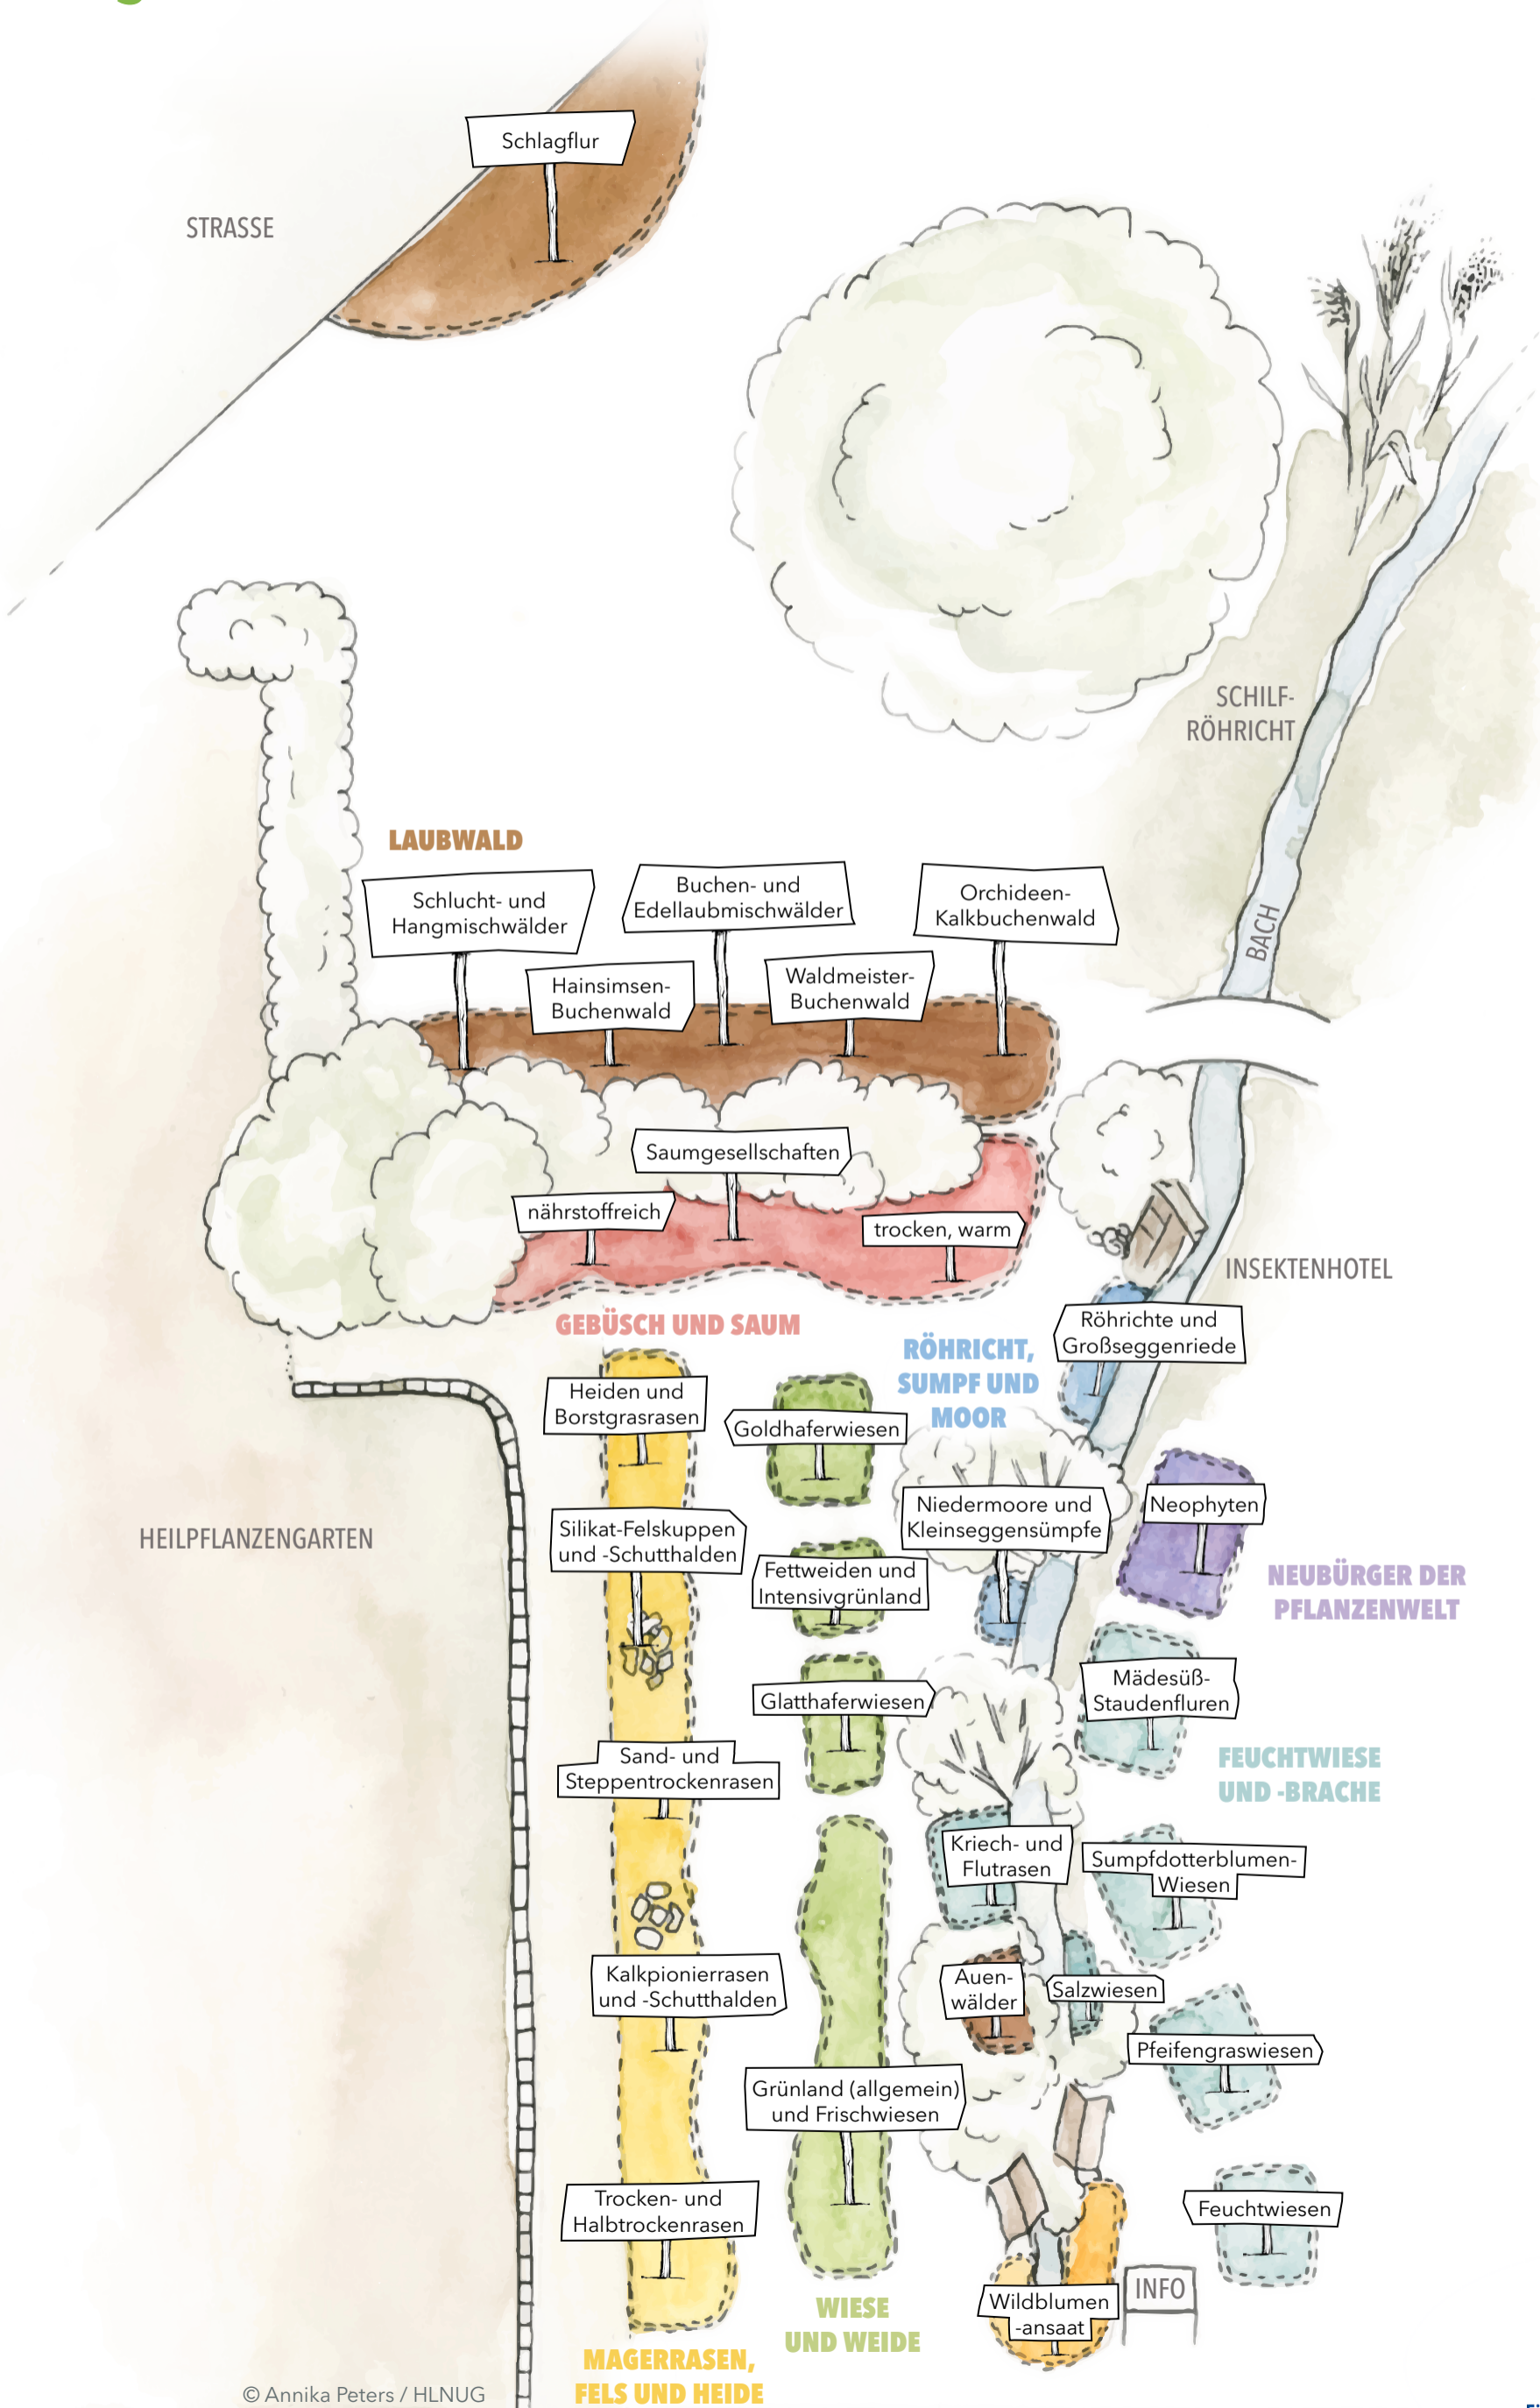 Schlagflur
STRASSE
SCHILF-
RÖHRICHT
LAUBWALD
Schlucht- und
Hangmischwälder
Buchen- und
Edellaubmischwälder
Orchideen-
Kalkbuchenwald
Hainsimsen-
Buchenwald
Waldmeister-
Buchenwald
BACH
Saumgesellschaften
nährstoffreich
trocken, warm
INSEKTENHOTEL
GEBÜSCH UND SAUM
Röhrichte und
Großseggenriede
RÖHRICHT,
SUMPF UND
MOOR
Heiden und
Borstgrasrasen
Goldhaferwiesen
HEILPFLANZENGARTEN
Silikat-Felskuppen
und -Schutthalden
Niedermoore und
Kleinseggensümpfe
Neophyten
Fettweiden und
Intensivgrünland
NEUBÜRGER DER
PFLANZENWELT
Glatthaferwiesen
Mädesüß-
Staudenfluren
Sand- und
Steppentrockenrasen
FEUCHTWIESE
UND -BRACHE
Kriech- und
Flutrasen
Sumpfdotterblumen-
Wiesen
Kalkpionierrasen
und -Schutthalden
Auen-
wälder
Salzwiesen
Pfeifengraswiesen
Grünland (allgemein)
und Frischwiesen
Trocken- und
Halbtrockenrasen
Feuchtwiesen
Wildblumen
-ansaat
INFO
WIESE
UND WEIDE
MAGERRASEN,
FELS UND HEIDE
© Annika Peters / HLNUG